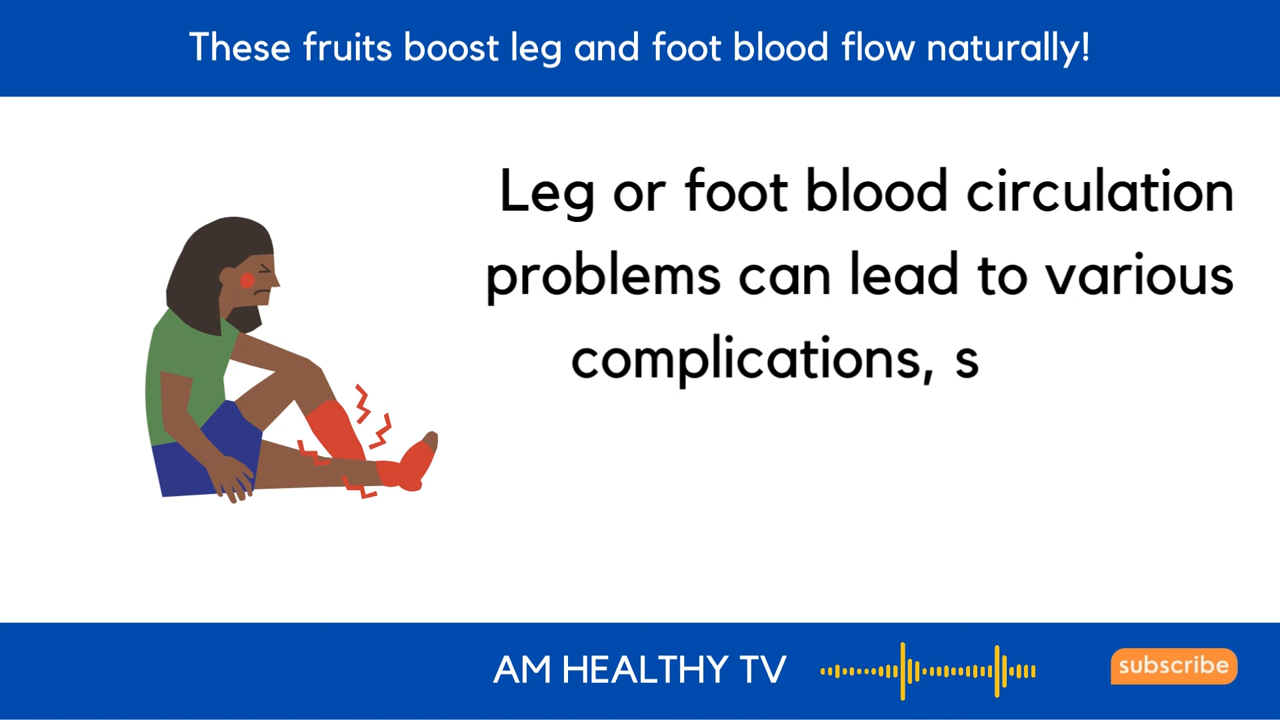 These fruits boost leg and foot blood flow naturally!
Leg or foot blood circulation
problems can lead to various
complications, s
AM HEALTHY TV
subscribe